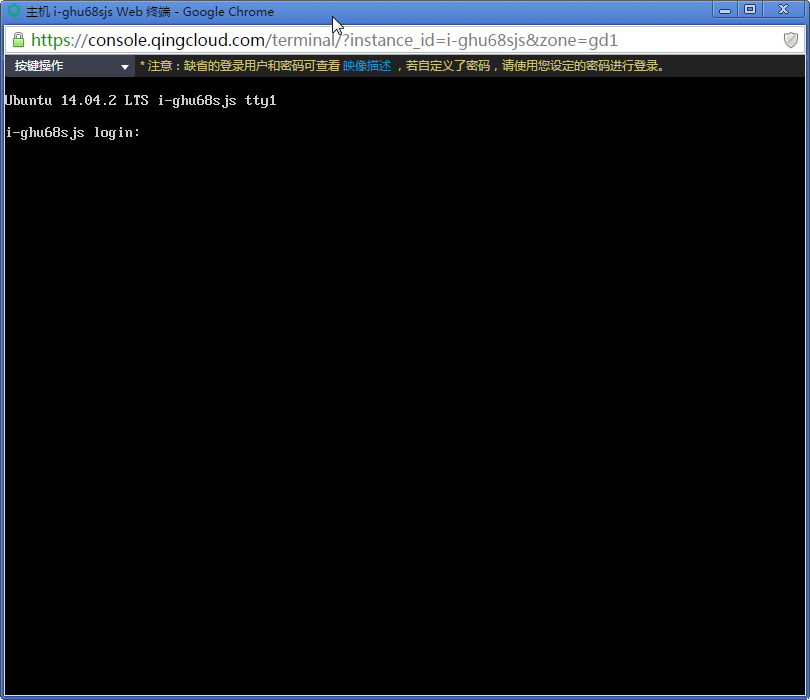 主机 i-ghu68sjs Web 终端 - Google Chrome
https://console.qingcloud.com/terminal/?instance_id=i-ghu68sjs&zone=gd1
按键操作 * 注意：缺省的登录用户和密码可查看 映像描述 ，若自定义了密码，请使用您设定的密码进行登录。
Ubuntu 14.04.2 LTS i-ghu68sjs tty1
i-ghu68sjs login: